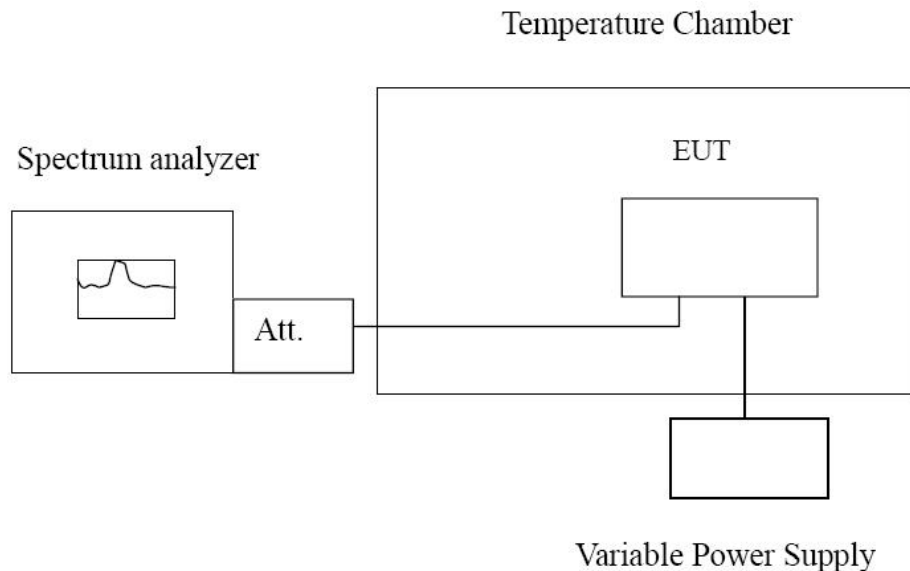 Temperature Chamber
Spectrum analyzer
EUT
Att.
Variable Power Supply